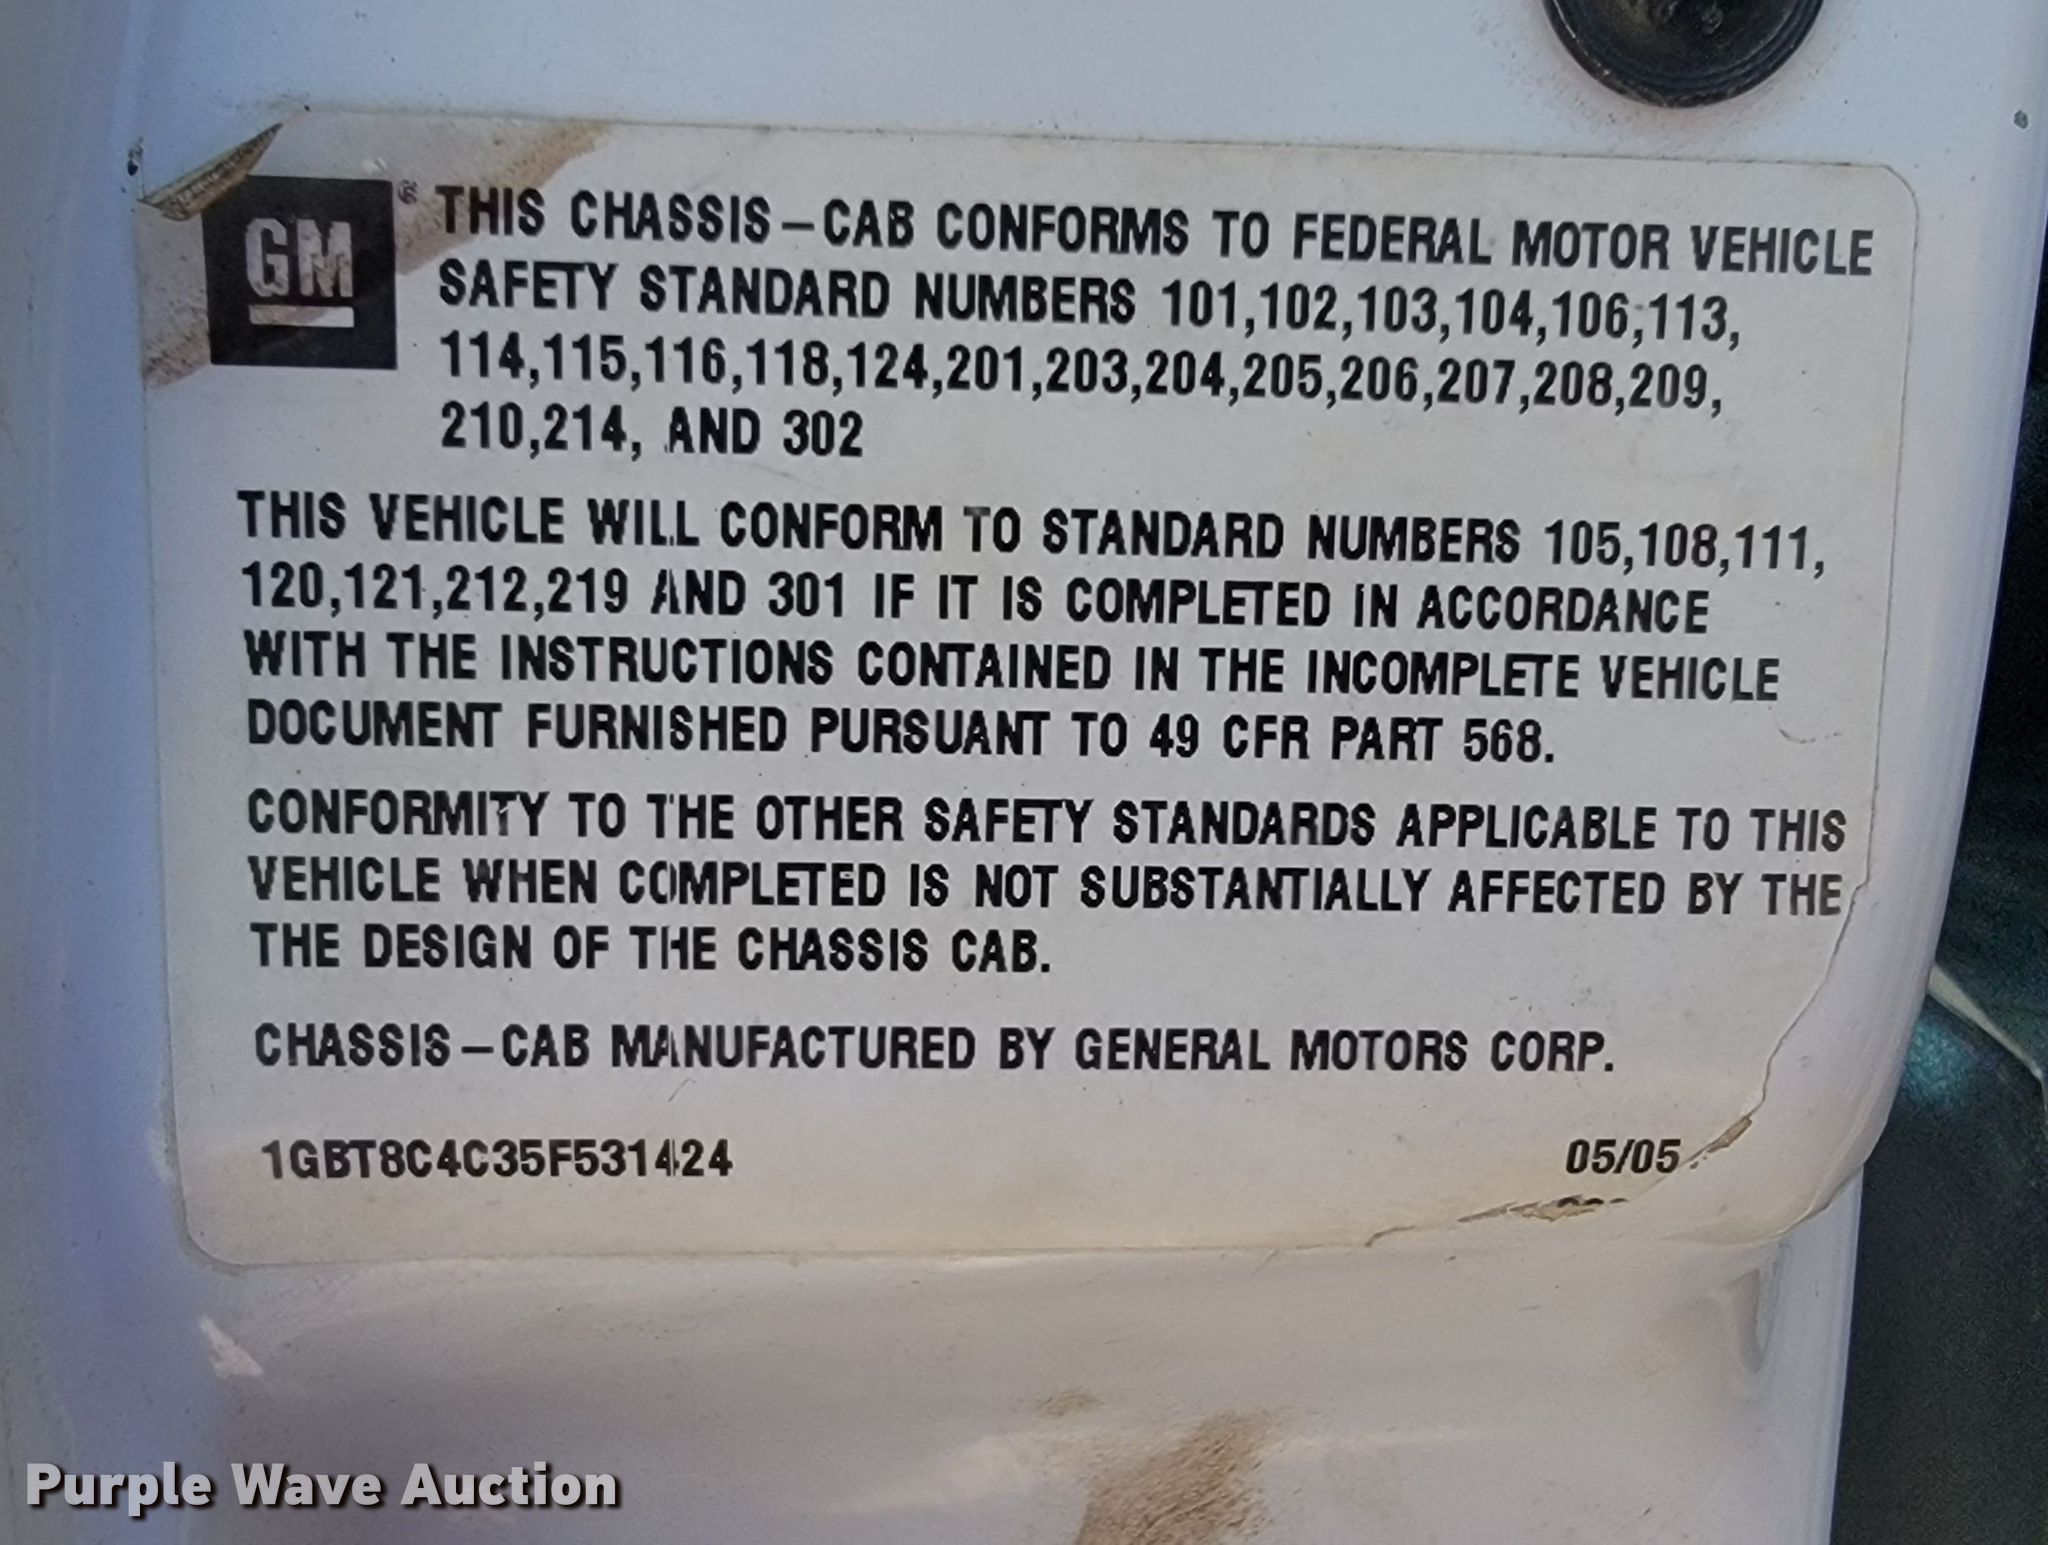 GM ® THIS CHASSIS–CAB CONFORMS TO FEDERAL MOTOR VEHICLE
SAFETY STANDARD NUMBERS 101,102,103,104,106,113,
114,115,116,118,124,201,203,204,205,206,207,208,209,
210,214, AND 302
THIS VEHICLE WILL CONFORM TO STANDARD NUMBERS 105,108,111,
120,121,212,219 AND 301 IF IT IS COMPLETED IN ACCORDANCE
WITH THE INSTRUCTIONS CONTAINED IN THE INCOMPLETE VEHICLE
DOCUMENT FURNISHED PURSUANT TO 49 CFR PART 568.
CONFORMITY TO THE OTHER SAFETY STANDARDS APPLICABLE TO THIS
VEHICLE WHEN COMPLETED IS NOT SUBSTANTIALLY AFFECTED BY THE
THE DESIGN OF THE CHASSIS CAB.
CHASSIS–CAB MANUFACTURED BY GENERAL MOTORS CORP.
1GBT8C4C35F531424 05/05
Purple Wave Auction